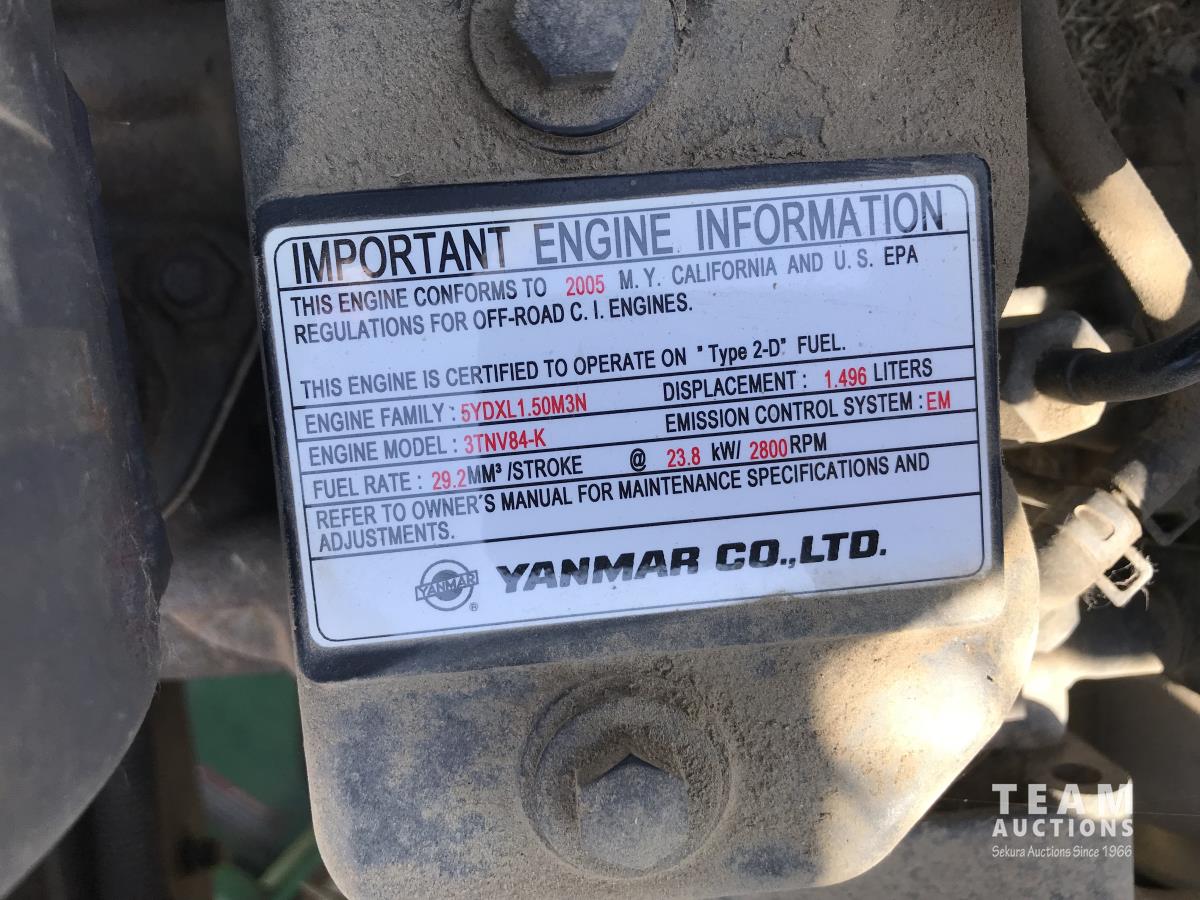 IMPORTANT ENGINE INFORMATION
THIS ENGINE CONFORMS TO 2005 M. Y. CALIFORNIA AND U. S. EPA
REGULATIONS FOR OFF-ROAD C. I. ENGINES.
THIS ENGINE IS CERTIFIED TO OPERATE ON " Type 2-D" FUEL.
ENGINE FAMILY : 5YDXL1.50M3N DISPLACEMENT : 1.496 LITERS
ENGINE MODEL : 3TNV84-K EMISSION CONTROL SYSTEM : EM
FUEL RATE : 29.2MM³ /STROKE @ 23.8 kW/ 2800RPM
REFER TO OWNER'S MANUAL FOR MAINTENANCE SPECIFICATIONS AND
ADJUSTMENTS.
YANMAR ® YANMAR CO.,LTD.
TEAM
AUCTIONS
Sekura Auctions Since 1966